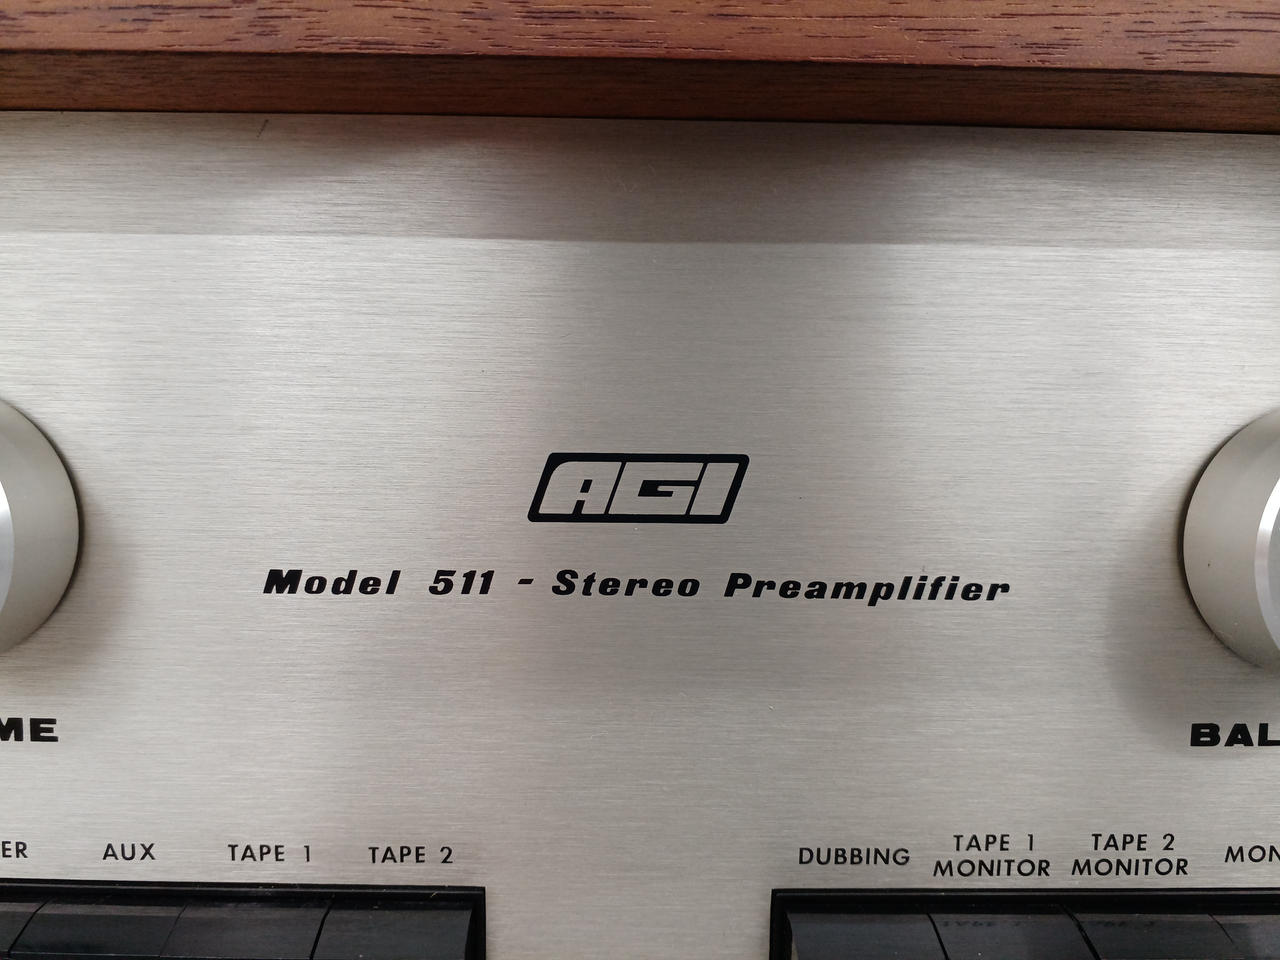 AGI
Model 511 - Stereo Preamplifier
ME
BAL
ER AUX TAPE 1 TAPE 2
DUBBING TAPE 1 MONITOR TAPE 2 MONITOR MON